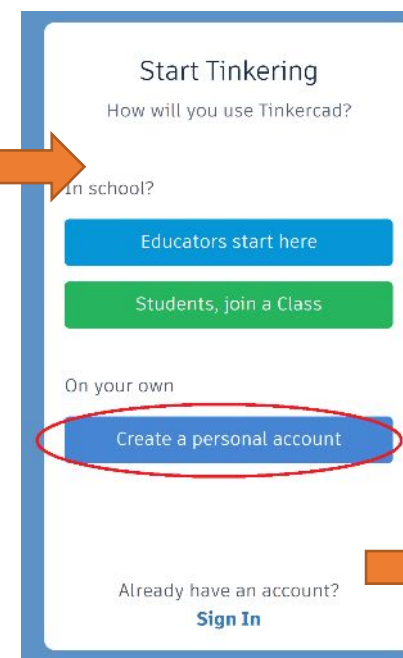 Start Tinkering
How will you use Tinkercad?
In school?
Educators start here
Students, join a Class
On your own
Create a personal account
Already have an account?
Sign In